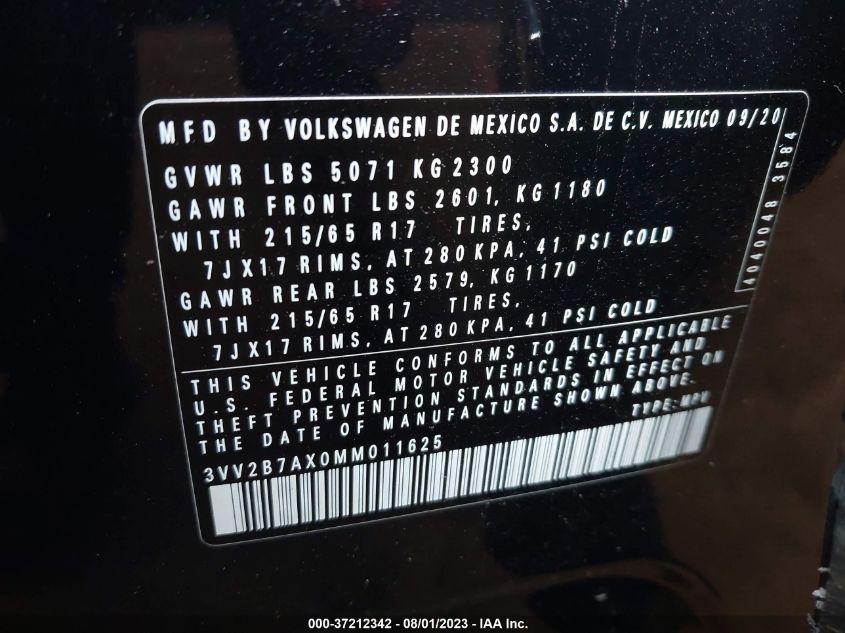 MFD BY VOLKSWAGEN DE MEXICO S.A. DE C.V. MEXICO 09/20
GVWR LBS 5071 KG 2300
GAWR FRONT LBS 2601, KG 1180
WITH 215/65 R17 TIRES,
7JX17 RIMS, AT 280 KPA, 41 PSI COLD
GAWR REAR LBS 2579, KG 1170
WITH 215/65 R17 TIRES,
7JX17 RIMS, AT 280 KPA, 41 PSI COLD
4040048 3584
THIS VEHICLE CONFORMS TO ALL APPLICABLE
U.S. FEDERAL MOTOR VEHICLE SAFETY AND
THEFT PREVENTION STANDARDS IN EFFECT ON
THE DATE OF MANUFACTURE SHOWN ABOVE.
TYPE:MPV
3VV2B7AX0MM011625
000-37212342 - 08/01/2023 - IAA Inc.